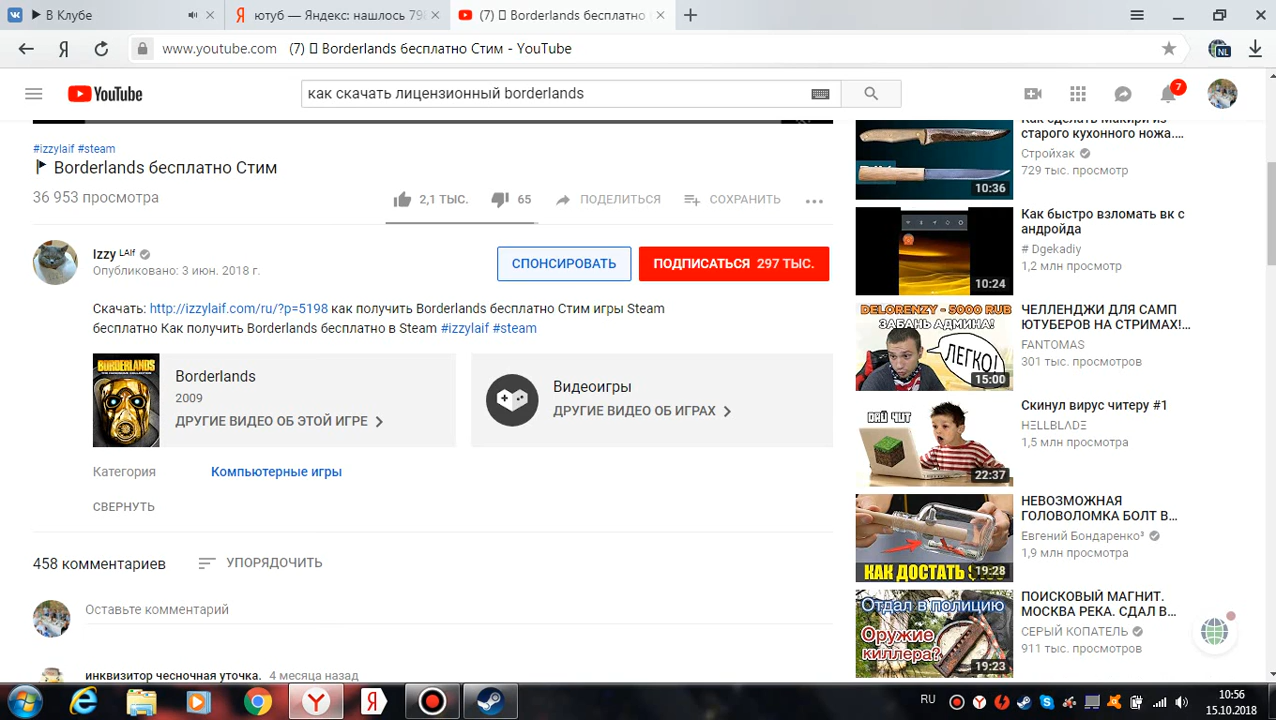 В Клубе
ютуб — Яндекс: нашлось 79
(7) Borderlands бесплатно
www.youtube.com
(7) Borderlands бесплатно Стим - YouTube
NL
YouTube
как скачать лицензионный borderlands
7
#izzylaif #steam
Borderlands бесплатно Стим
36 953 просмотра
2,1 ТЫС.
65
ПОДЕЛИТЬСЯ
СОХРАНИТЬ
Izzy LAIf
Опубликовано: 3 июн. 2018 г.
СПОНСИРОВАТЬ
ПОДПИСАТЬСЯ 297 ТЫС.
Скачать: http://izzylaif.com/ru/?p=5198 как получить Borderlands бесплатно Стим игры Steam
бесплатно Как получить Borderlands бесплатно в Steam #izzylaif #steam
BORDERLANDS
Borderlands
2009
ДРУГИЕ ВИДЕО ОБ ЭТОЙ ИГРЕ
Видеоигры
ДРУГИЕ ВИДЕО ОБ ИГРАХ
Категория
Компьютерные игры
СВЕРНУТЬ
458 комментариев
УПОРЯДОЧИТЬ
Оставьте комментарий
инквизитор чесночная уточка. 4 месяца назад
Как сделать Макири из
старого кухонного ножа....
Стройхак
729 тыс. просмотр
10:36
Как быстро взломать вк с
андройда
# Dgekadiy
1,2 млн просмотра
10:24
DELORENZY - 5000 RUB
ЗАБАНЬ АДМИНА!
ЛЕГКО!
15:00
ЧЕЛЛЕНДЖИ ДЛЯ САМП
ЮТУБЕРОВ НА СТРИМАХ!...
FANTOMAS
301 тыс. просмотров
ДАЙ ЧИТ
22:37
Скинул вирус читеру #1
HΞLLBLΛDΞ
1,5 млн просмотра
КАК ДОСТАТЬ
19:28
НЕВОЗМОЖНАЯ
ГОЛОВОЛОМКА БОЛТ В...
Евгений Бондаренко³
1,9 млн просмотра
Отдал в полицию
Оружие
киллера?
19:23
ПОИСКОВЫЙ МАГНИТ.
МОСКВА РЕКА. СДАЛ В...
СЕРЫЙ КОПАТЕЛЬ
911 тыс. просмотров
RU
10:56
15.10.2018